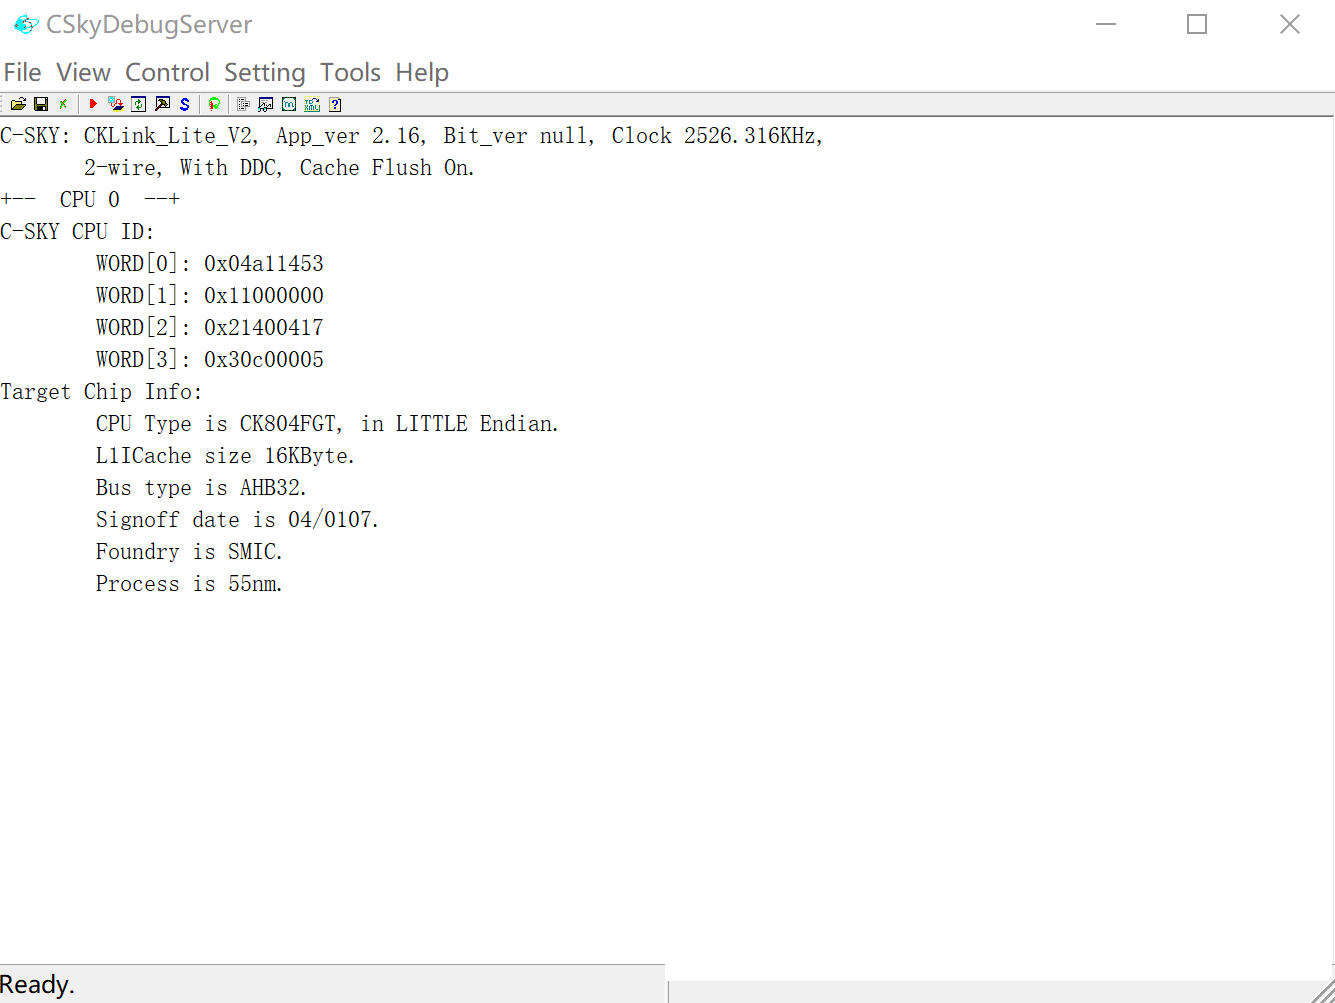 CSkyDebugServer
File View Control Setting Tools Help
C-SKY: CKLink_Lite_V2, App_ver 2.16, Bit_ver null, Clock 2526.316KHz,
2-wire, With DDC, Cache Flush On.
+-- CPU 0 --+
C-SKY CPU ID:
WORD[0]: 0x04a11453
WORD[1]: 0x11000000
WORD[2]: 0x21400417
WORD[3]: 0x30c00005
Target Chip Info:
CPU Type is CK804FGT, in LITTLE Endian.
L1ICache size 16KByte.
Bus type is AHB32.
Signoff date is 04/0107.
Foundry is SMIC.
Process is 55nm.
Ready.